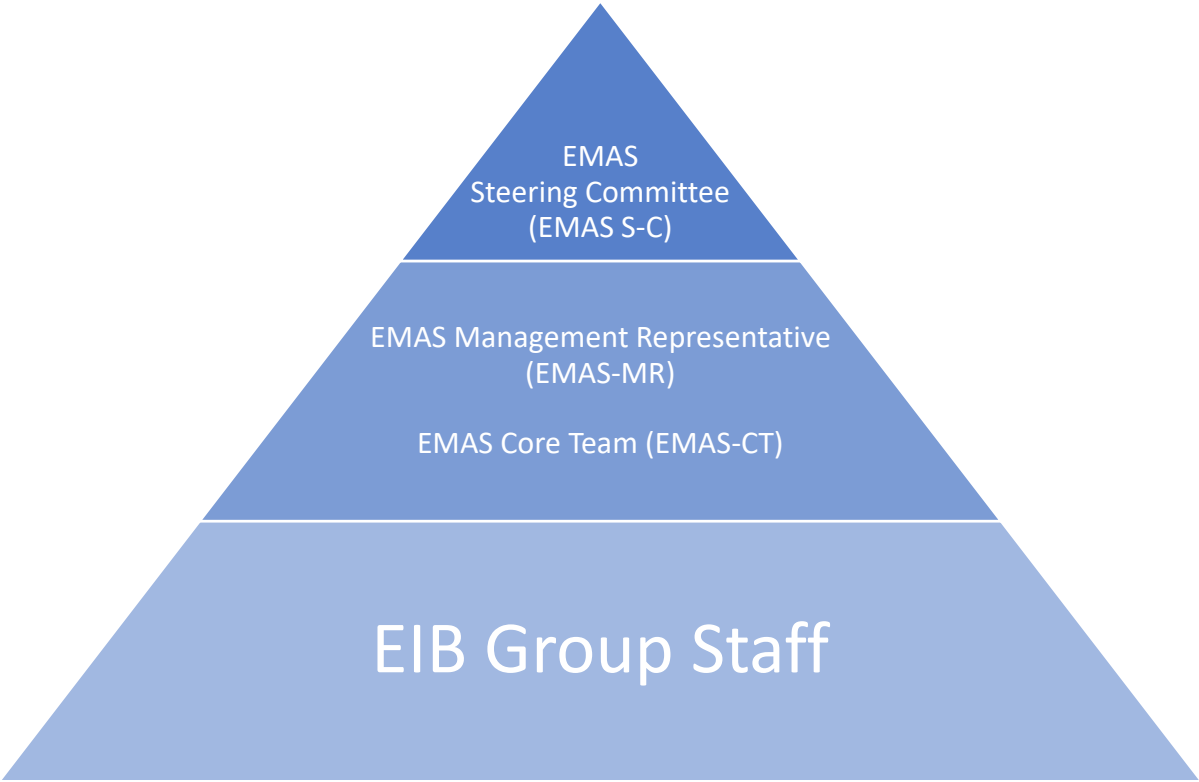 EMAS
Steering Committee
(EMAS S-C)
EMAS Management Representative
(EMAS-MR)
EMAS Core Team (EMAS-CT)
EIB Group Staff